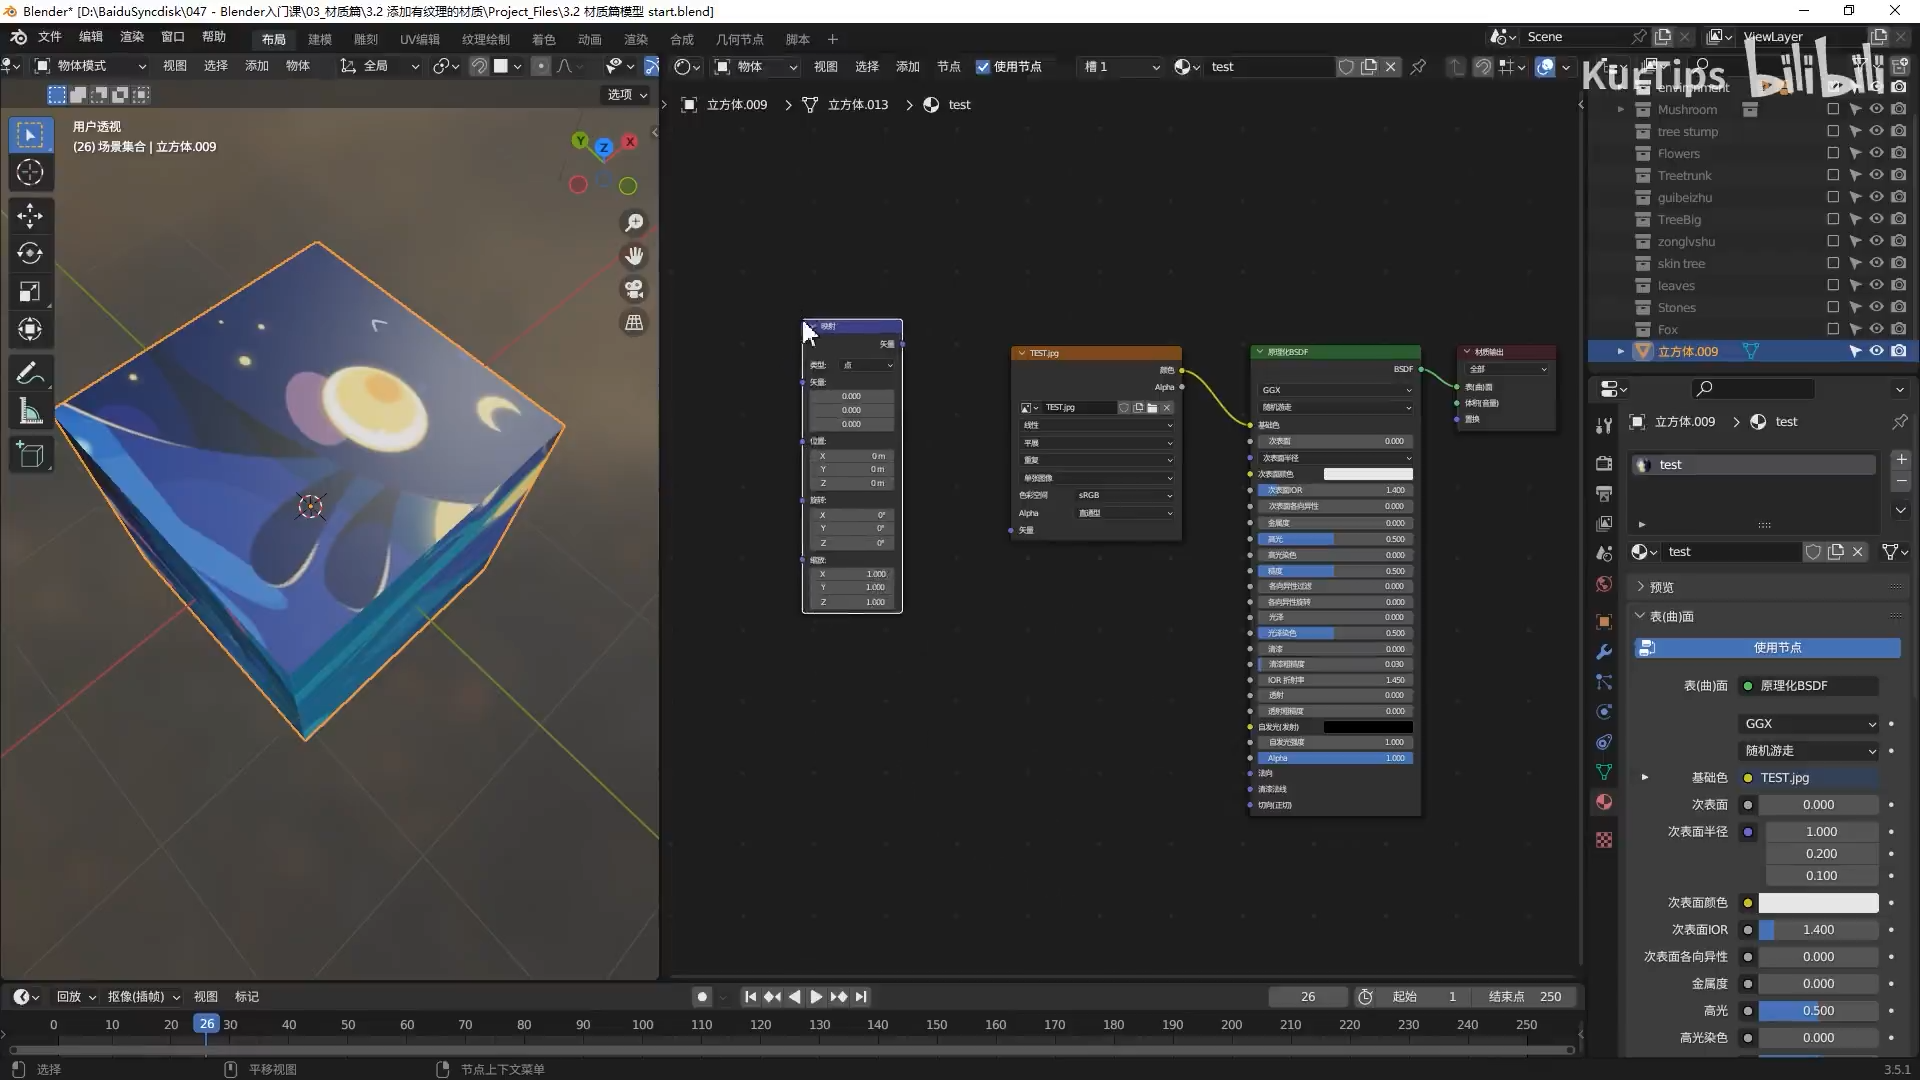 Blender* [D:\BaiduSyncdisk\047 - Blender入门课\03_材质篇\3.2 添加有纹理的材质\Project_Files\3.2 材质篇模型 start.blend]
文件 编辑 渲染 窗口 帮助 布局 建模 雕刻 UV编辑 纹理绘制 着色 动画 渲染 合成 几何节点 脚本 +
Scene
ViewLayer
物体模式 视图 选择 添加 物体 全局
物体 视图 选择 添加 节点 使用节点 槽 1 test
KurTips bilibili
选项
立方体.009 > 立方体.013 > test
用户透视
(26) 场景集合 | 立方体.009
Y Z X
environment
Mushroom
tree stump
Flowers
Treetrunk
guibeizhu
TreeBig
zonglvshu
skin tree
leaves
Stones
Fox
立方体.009
映射
矢量
类型: 点
矢量:
0.000
0.000
0.000
位置:
X 0 m
Y 0 m
Z 0 m
旋转:
X 0°
Y 0°
Z 0°
缩放:
X 1.000
Y 1.000
Z 1.000
TEST.jpg
颜色
Alpha
TEST.jpg
线性
平展
重复
单张图像
色彩空间 sRGB
Alpha 直通型
矢量
原理化BSDF
BSDF
GGX
随机游走
基础色
次表面 0.000
次表面半径
次表面颜色
次表面IOR 1.400
次表面各向异性 0.000
金属度 0.000
高光 0.500
高光染色 0.000
糙度 0.500
各向异性过滤 0.000
各向异性旋转 0.000
光泽 0.000
光泽染色 0.500
清漆 0.000
清漆粗糙度 0.030
IOR 折射率 1.450
透射 0.000
透射粗糙度 0.000
自发光(发射)
自发光强度 1.000
Alpha 1.000
法向
清漆法线
切向(正切)
材质输出
全部
表(曲)面
体积(音量)
置换
立方体.009 > test
test
test
预览
表(曲)面
使用节点
表(曲)面 原理化BSDF
GGX
随机游走
基础色 TEST.jpg
次表面 0.000
次表面半径 1.000
0.200
0.100
次表面颜色
次表面IOR 1.400
次表面各向异性 0.000
金属度 0.000
高光 0.500
高光染色 0.000
回放 抠像(插帧) 视图 标记
26 起始 1 结束点 250
0 10 20 26 30 40 50 60 70 80 90 100 110 120 130 140 150 160 170 180 190 200 210 220 230 240 250
选择 平移视图 节点上下文菜单
3.5.1